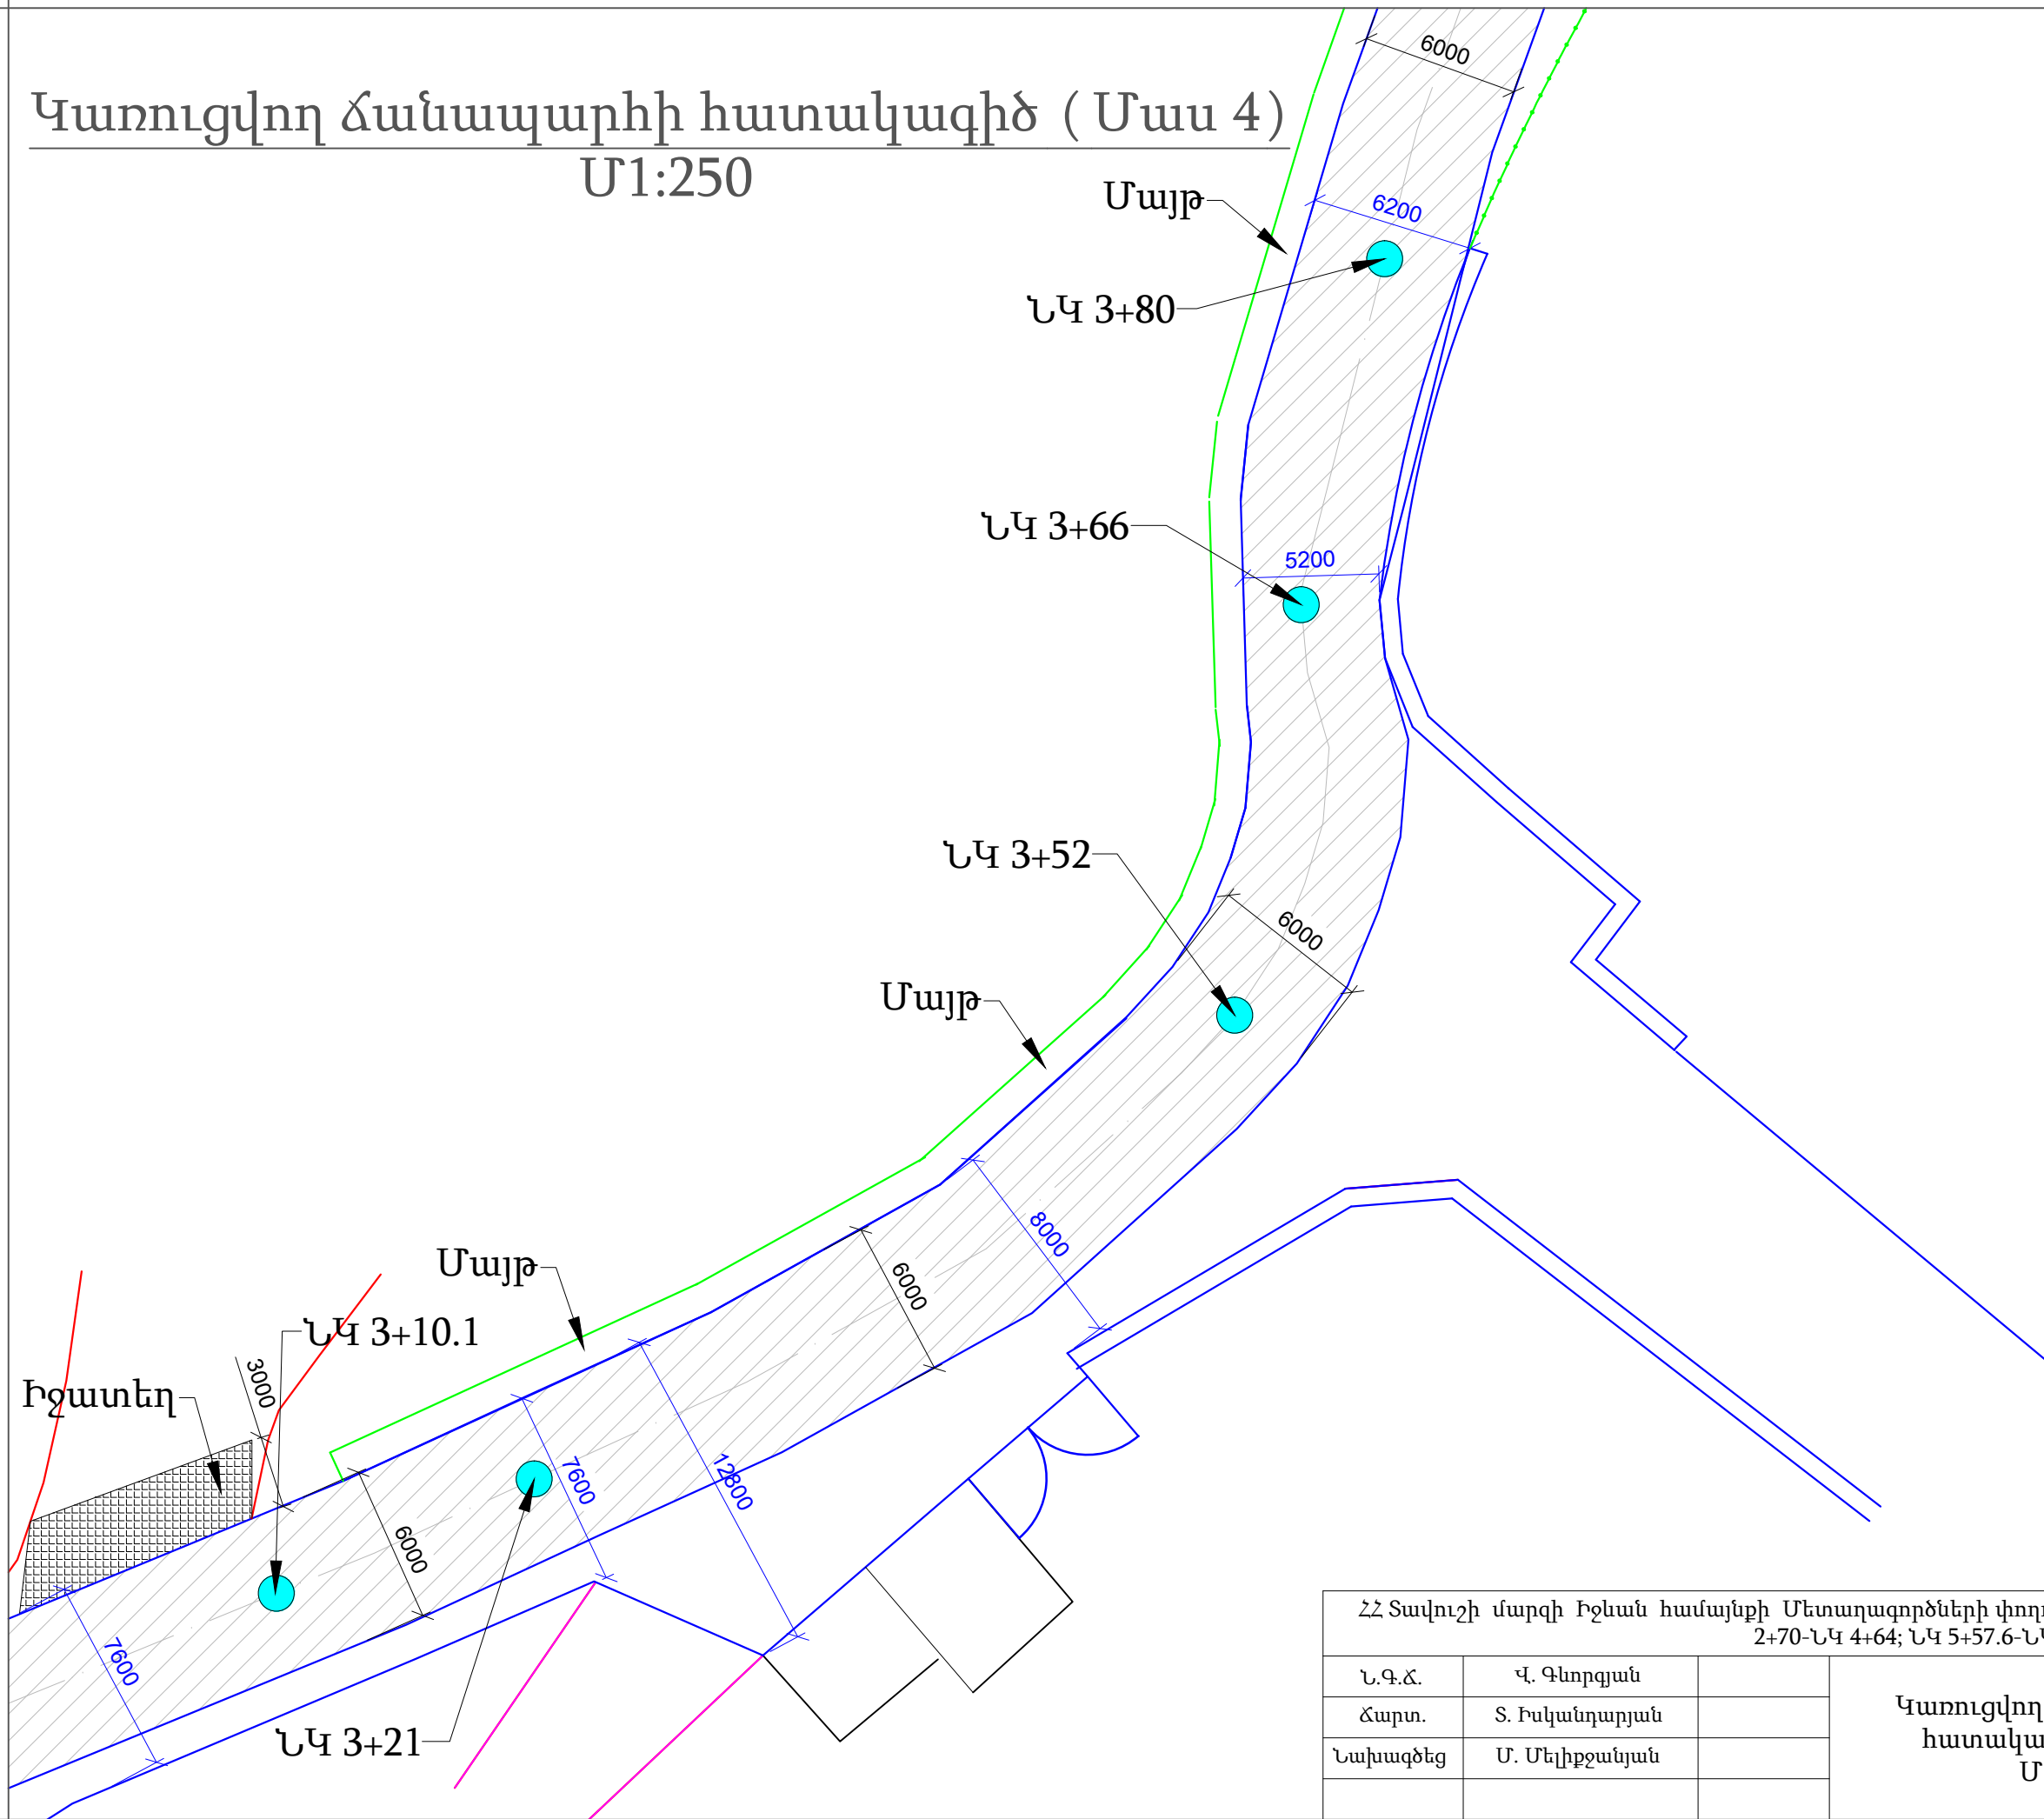 Կառուցվող ճանապարհի հատակագիծ ( Մաս 4)
Մ1:250
6000
Մայթ
6200
ՆԿ 3+80
ՆԿ 3+66
5200
ՆԿ 3+52
6000
Մայթ
8000
Մայթ
6000
ՆԿ 3+10.1
3000
Իջատեղ
7600
12800
6000
7600
ՆԿ 3+21
ՀՀ Տավուշի մարզի Իջևան համայնքի Մետաղագործների
2+70-ՆԿ 4+64; ՆԿ 5+57.6-ՆԿ
Ն.Գ.Ճ. Վ. Գևորգյան
Ճարտ. Տ. Իսկանդարյան
Նախագծեց Մ. Մելիքջանյան
Կառուցվող
հատակա
Մ